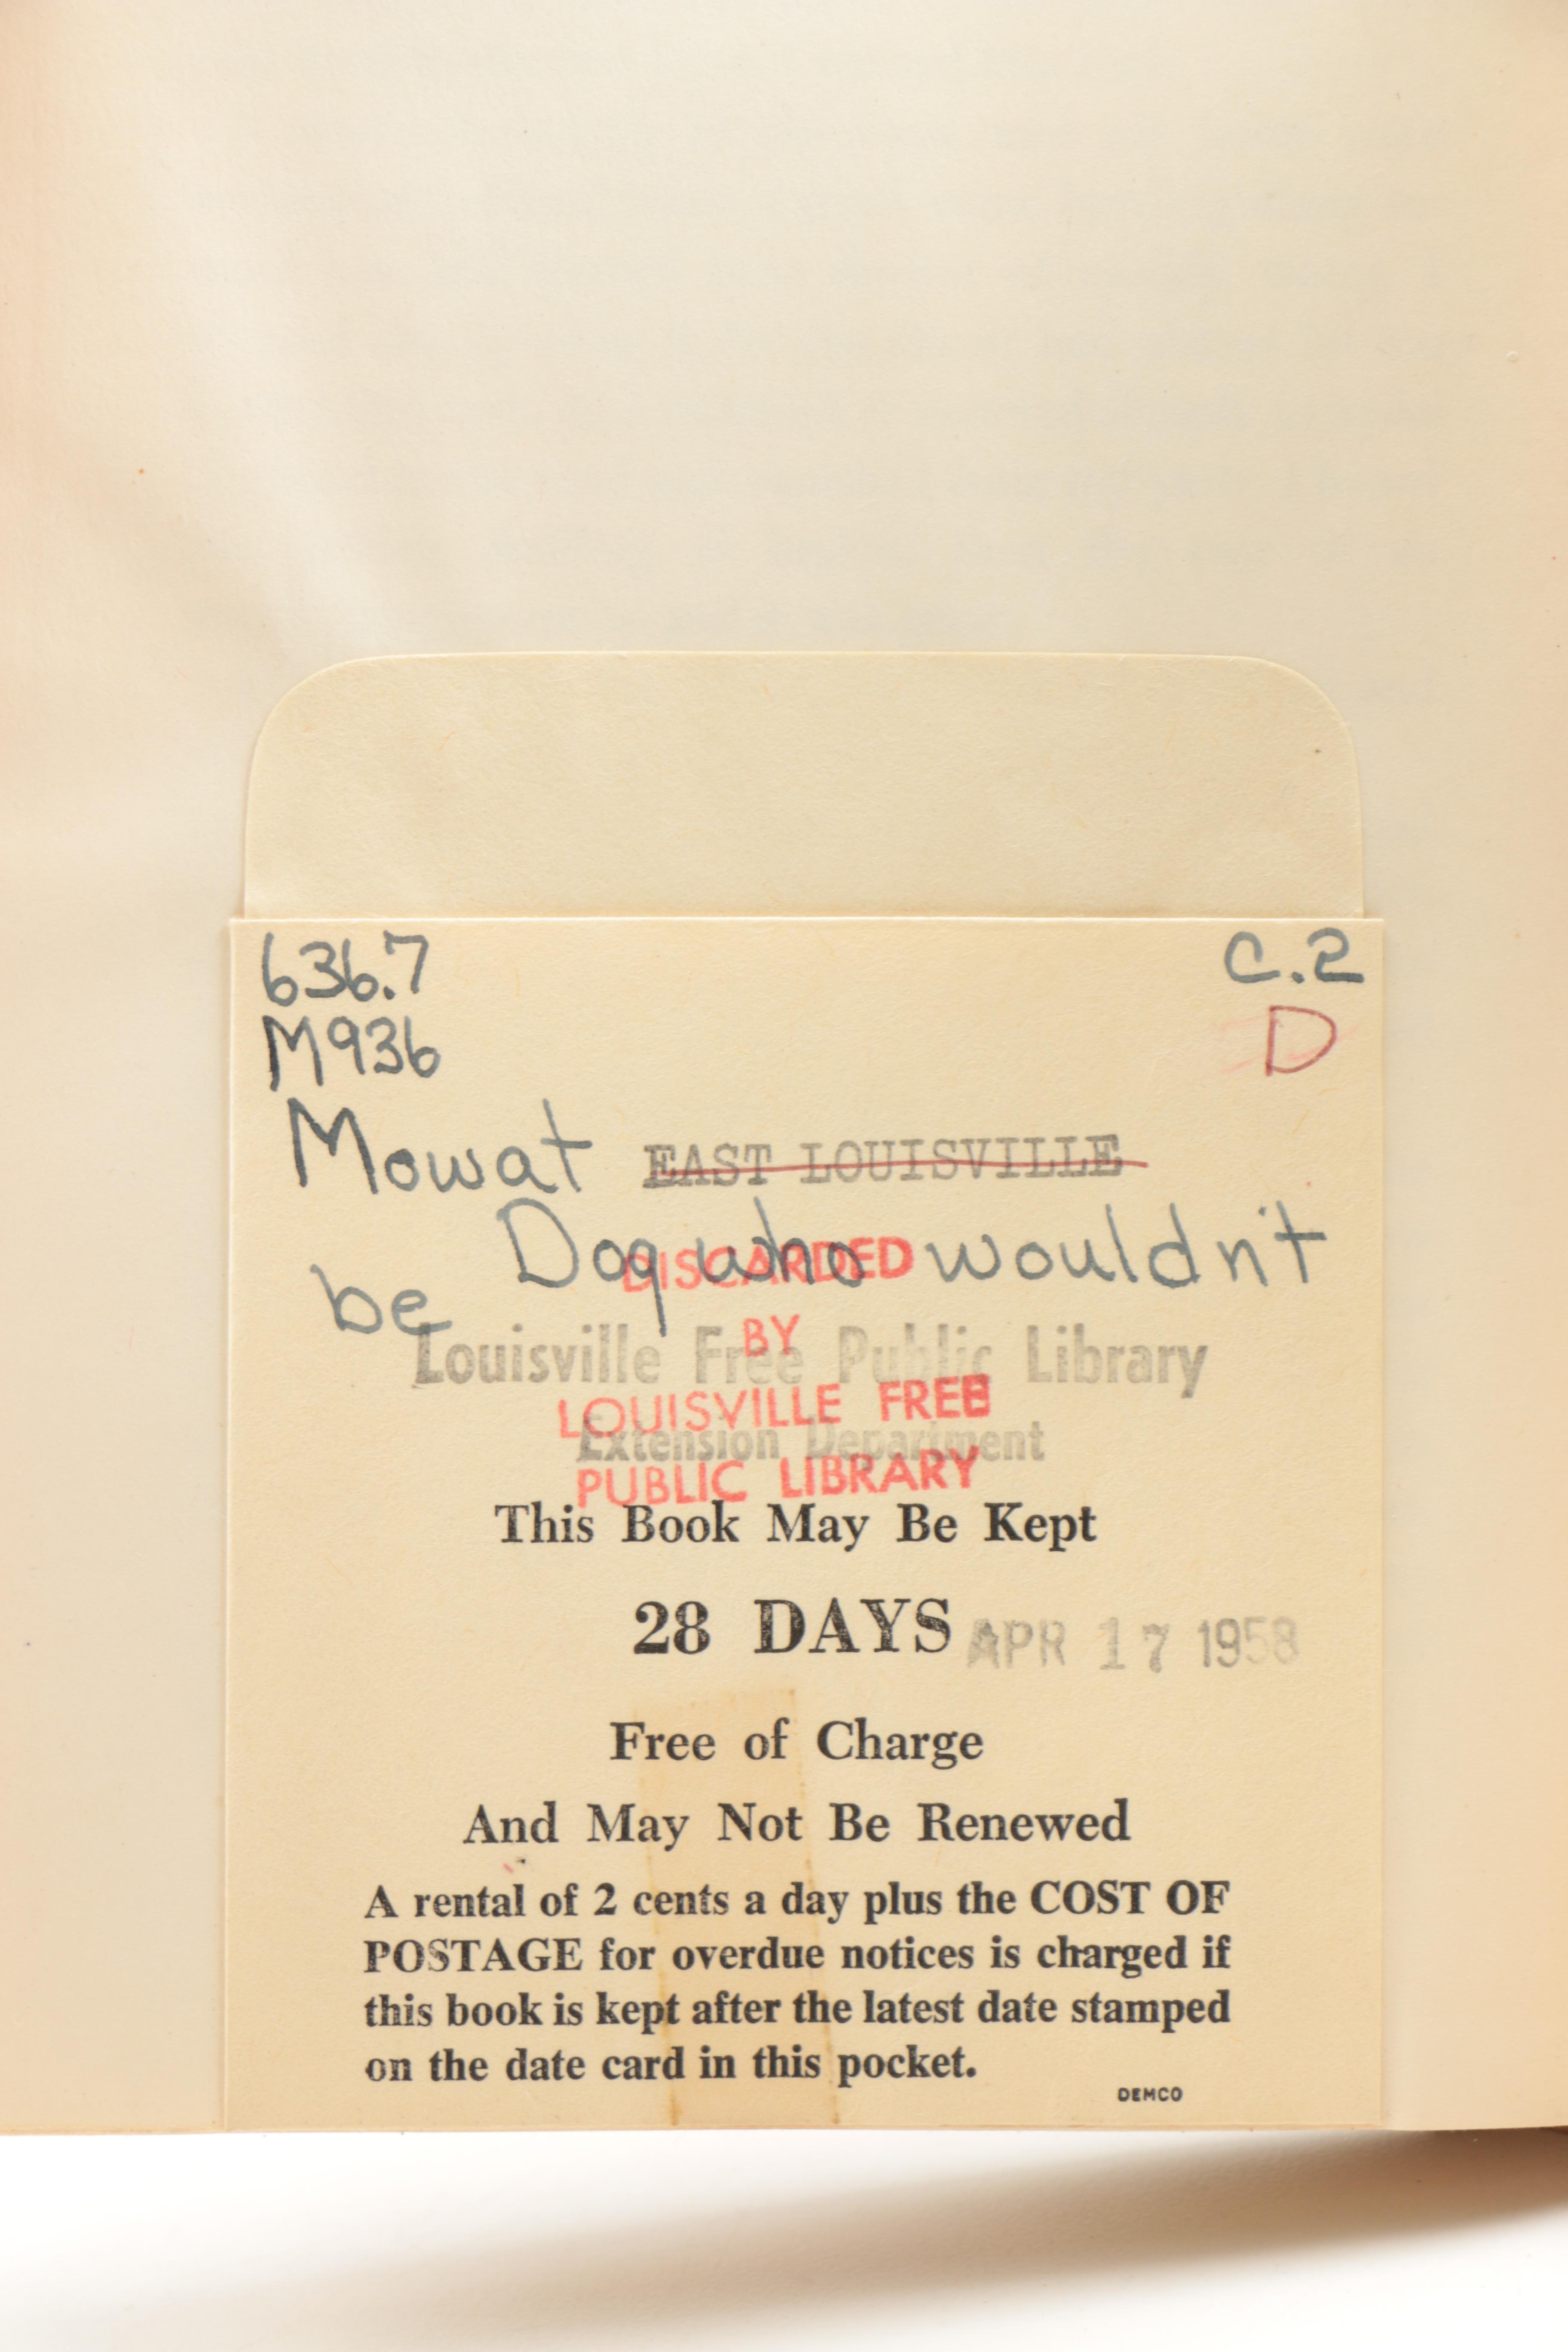 636.7
C.2
M936
D
Mowat
EAST LOUISVILLE
Dog who wouldn't
be
DISCARDED
BY
Louisville Free Public Library
LOUISVILLE FREE
Extension Department
PUBLIC LIBRARY
This Book May Be Kept
28 DAYS
APR 17 1958
Free of Charge
And May Not Be Renewed
A rental of 2 cents a day plus the COST OF
POSTAGE for overdue notices is charged if
this book is kept after the latest date stamped
on the date card in this pocket.
DEMCO